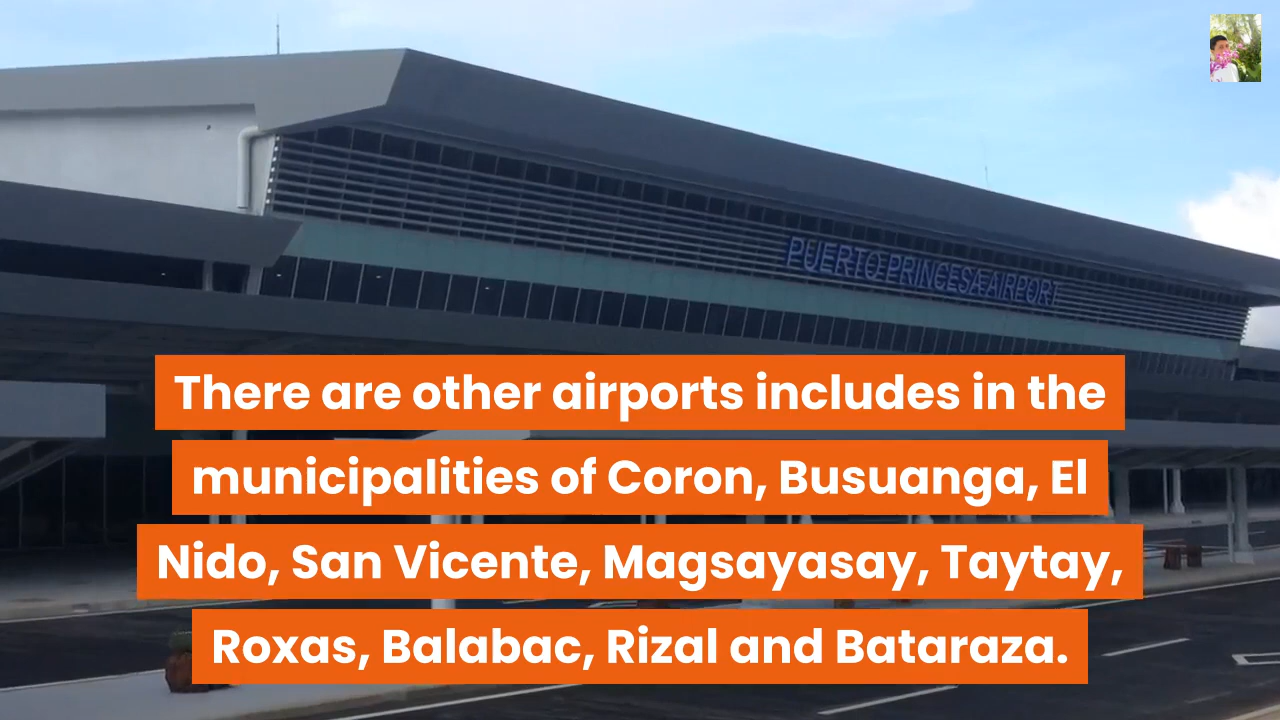 PUERTO PRINCESA AIRPORT
There are other airports includes in the
municipalities of Coron, Busuanga, El
Nido, San Vicente, Magsayasay, Taytay,
Roxas, Balabac, Rizal and Bataraza.